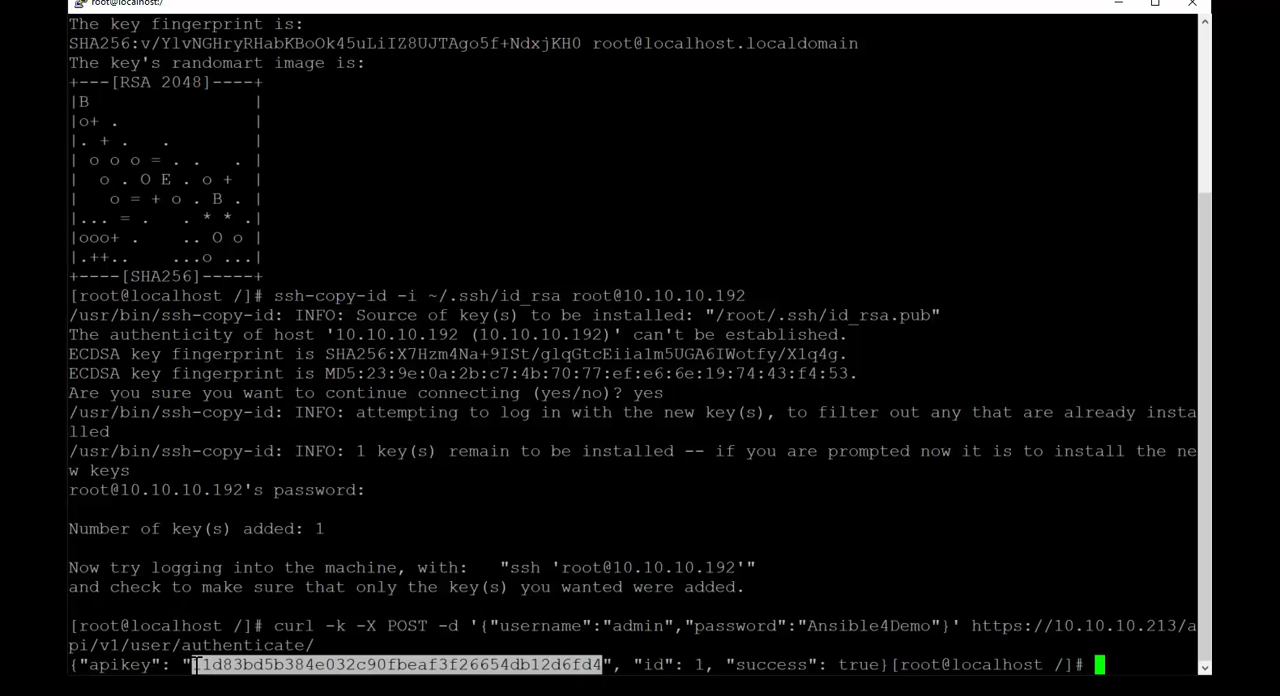 root@localhost:/
The key fingerprint is:
SHA256:v/YlvNGHryRHabKBoOk45uLiIZ8UJTAgo5f+NdxjKH0 root@localhost.localdomain
The key's randomart image is:
+---[RSA 2048]----+
|B                |
|o+ .             |
|. + .   .        |
| o o o = . .   . |
|  o . O E . o +  |
|   o = + o . B . |
|... = .   . * * .|
|ooo+ .    .. O o |
|.++..    ...o ...|
+----[SHA256]-----+
[root@localhost /]# ssh-copy-id -i ~/.ssh/id_rsa root@10.10.10.192
/usr/bin/ssh-copy-id: INFO: Source of key(s) to be installed: "/root/.ssh/id_rsa.pub"
The authenticity of host '10.10.10.192 (10.10.10.192)' can't be established.
ECDSA key fingerprint is SHA256:X7Hzm4Na+9ISt/glqGtcEiia1m5UGA6IWotfy/X1q4g.
ECDSA key fingerprint is MD5:23:9e:0a:2b:c7:4b:70:77:ef:e6:6e:19:74:43:f4:53.
Are you sure you want to continue connecting (yes/no)? yes
/usr/bin/ssh-copy-id: INFO: attempting to log in with the new key(s), to filter out any that are already insta
lled
/usr/bin/ssh-copy-id: INFO: 1 key(s) remain to be installed -- if you are prompted now it is to install the ne
w keys
root@10.10.10.192's password:
Number of key(s) added: 1
Now try logging into the machine, with:   "ssh 'root@10.10.10.192'"
and check to make sure that only the key(s) you wanted were added.
[root@localhost /]# curl -k -X POST -d '{"username":"admin","password":"Ansible4Demo"}' https://10.10.10.213/a
pi/v1/user/authenticate/
{"apikey": "11d83bd5b384e032c90fbeaf3f26654db12d6fd4", "id": 1, "success": true}[root@localhost /]#